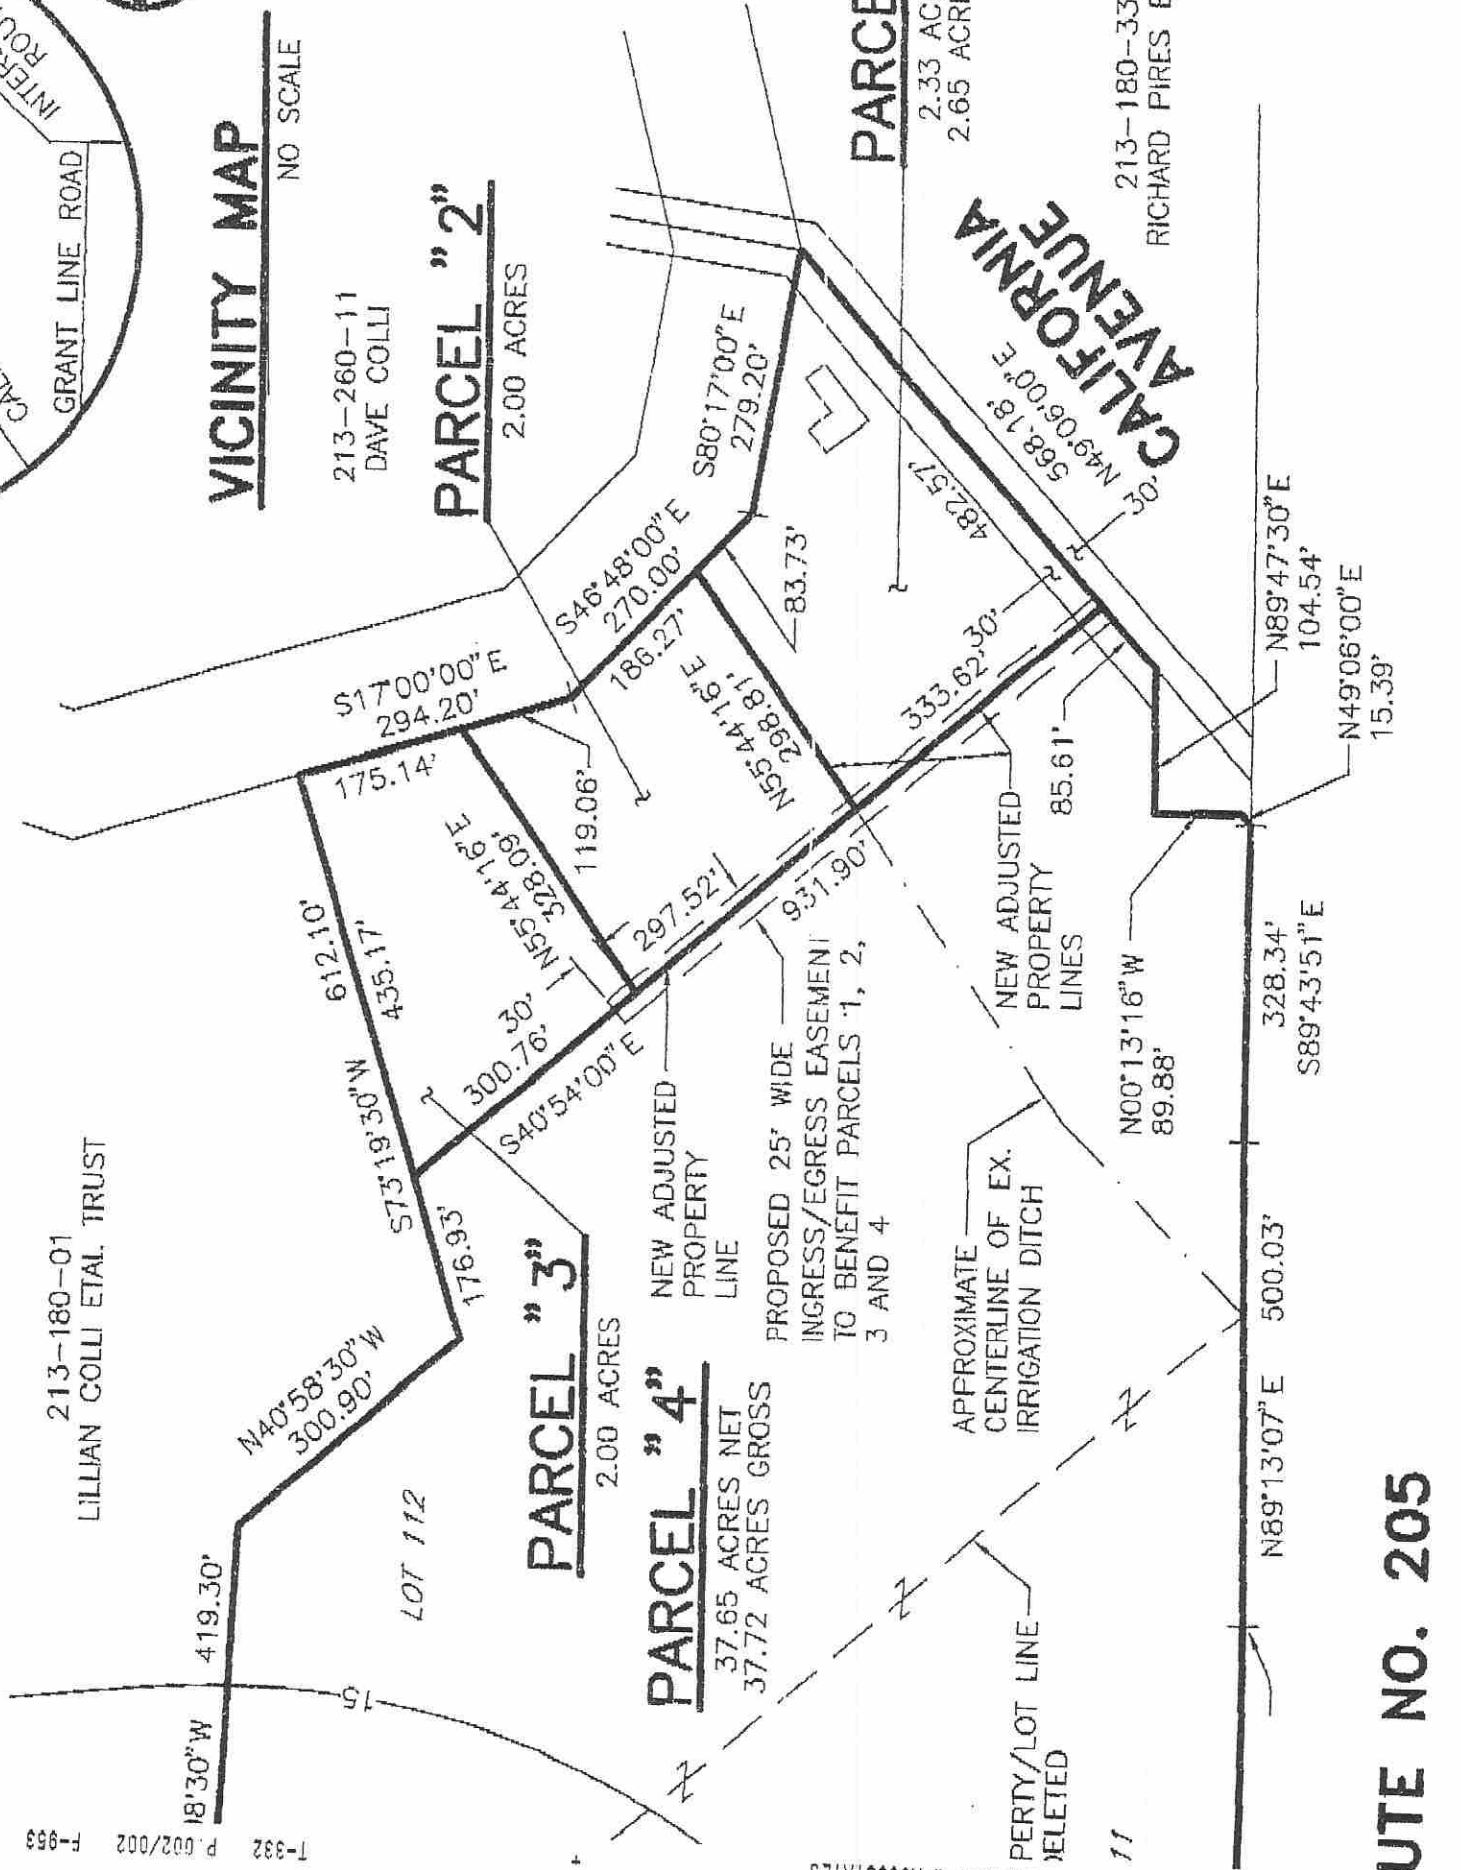 INTER
ROU
CAL
GRANT LINE ROAD
VICINITY MAP
NO SCALE
213-260-11
DAVE COLLI
PARCEL "2"
2.00 ACRES
PARCE
2.33 AC
2.65 ACR
213-180-33
RICHARD PIRES E
CALIFORNIA
AVENUE
S80°17'00"E
279.20'
S46°48'00"E
270.00'
186.27'
83.73'
S17°00'00"E
294.20'
175.14'
119.06'
N55°44'16"E
298.81'
N55°44'16"E
328.09'
482.57'
568.18'
N49°06'00"E
30'
30'
333.62'
85.61'
N89°47'30"E
104.54'
N49°06'00"E
15.39'
NEW ADJUSTED
PROPERTY
LINES
N00°13'16"W
89.88'
328.34'
S89°43'51"E
612.10'
435.17'
S73°19'30"W
176.93'
297.52'
931.90'
30'
300.76'
S40°54'00"E
NEW ADJUSTED
PROPERTY
LINE
PROPOSED 25' WIDE
INGRESS/EGRESS EASEMENT
TO BENEFIT PARCELS 1, 2,
3 AND 4
APPROXIMATE
CENTERLINE OF EX.
IRRIGATION DITCH
500.03'
N89°13'07"E
213-180-01
LILLIAN COLLI ETAL TRUST
N40°58'30"W
300.90'
PARCEL "3"
2.00 ACRES
PARCEL "4"
37.65 ACRES NET
37.72 ACRES GROSS
LOT 112
419.30'
18'30"W
15
PERTY/LOT LINE
DELETED
11
UTE NO. 205
T-332 P.002/002 F-953